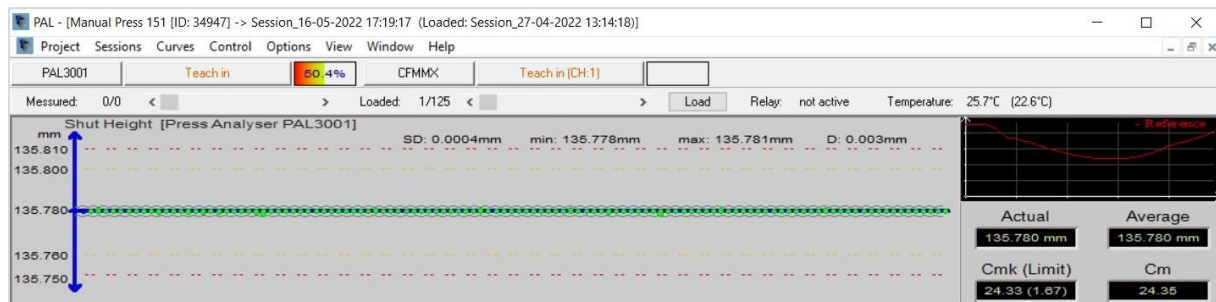 PAL - [Manual Press 151 [ID: 34947] -> Session_16-05-2022 17:19:17 (Loaded: Session_27-04-2022 13:14:18)]
Project Sessions Curves Control Options View Window Help
PAL3001 Teach in 50.4% CFMMX Teach in (CH:1)
Messured: 0/0 < > Loaded: 1/125 < > Load Relay: not active Temperature: 25.7°C (22.6°C)
Shut Height [Press Analyser PAL3001]
- Reference
mm
SD: 0.0004mm min: 135.778mm max: 135.781mm D: 0.003mm
135.810
135.800
135.780
135.760
135.750
Actual Average
135.780 mm 135.780 mm
Cmk (Limit) Cm
24.33 (1.67) 24.35